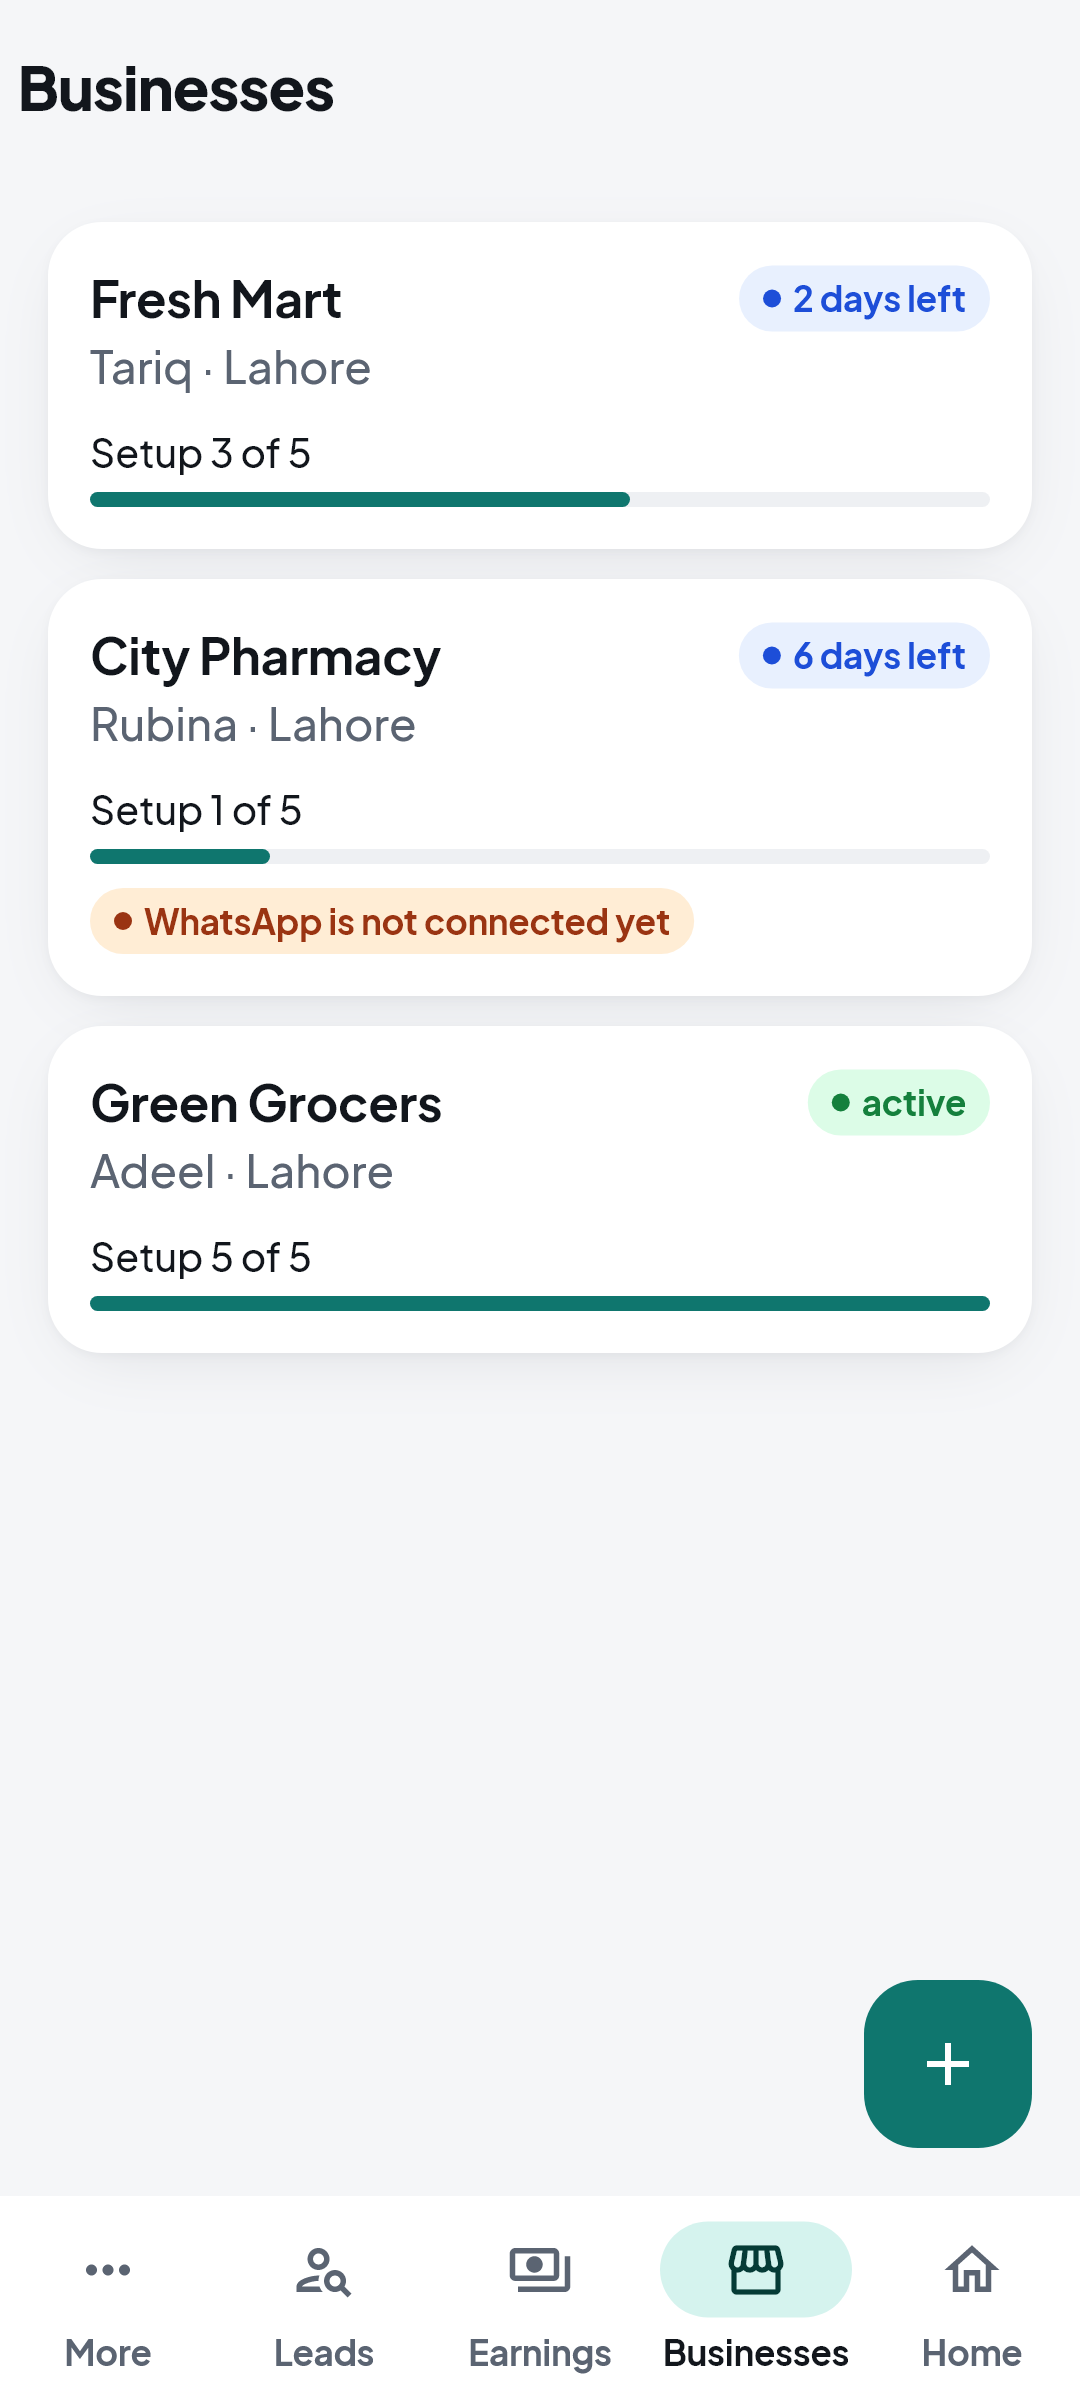 Businesses
Fresh Mart
2 days left
Tariq · Lahore
Setup 3 of 5
City Pharmacy
6 days left
Rubina · Lahore
Setup 1 of 5
WhatsApp is not connected yet
Green Grocers
active
Adeel · Lahore
Setup 5 of 5
More
Leads
Earnings
Businesses
Home